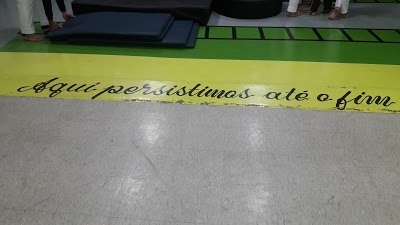 Aqui persistimos até o fim